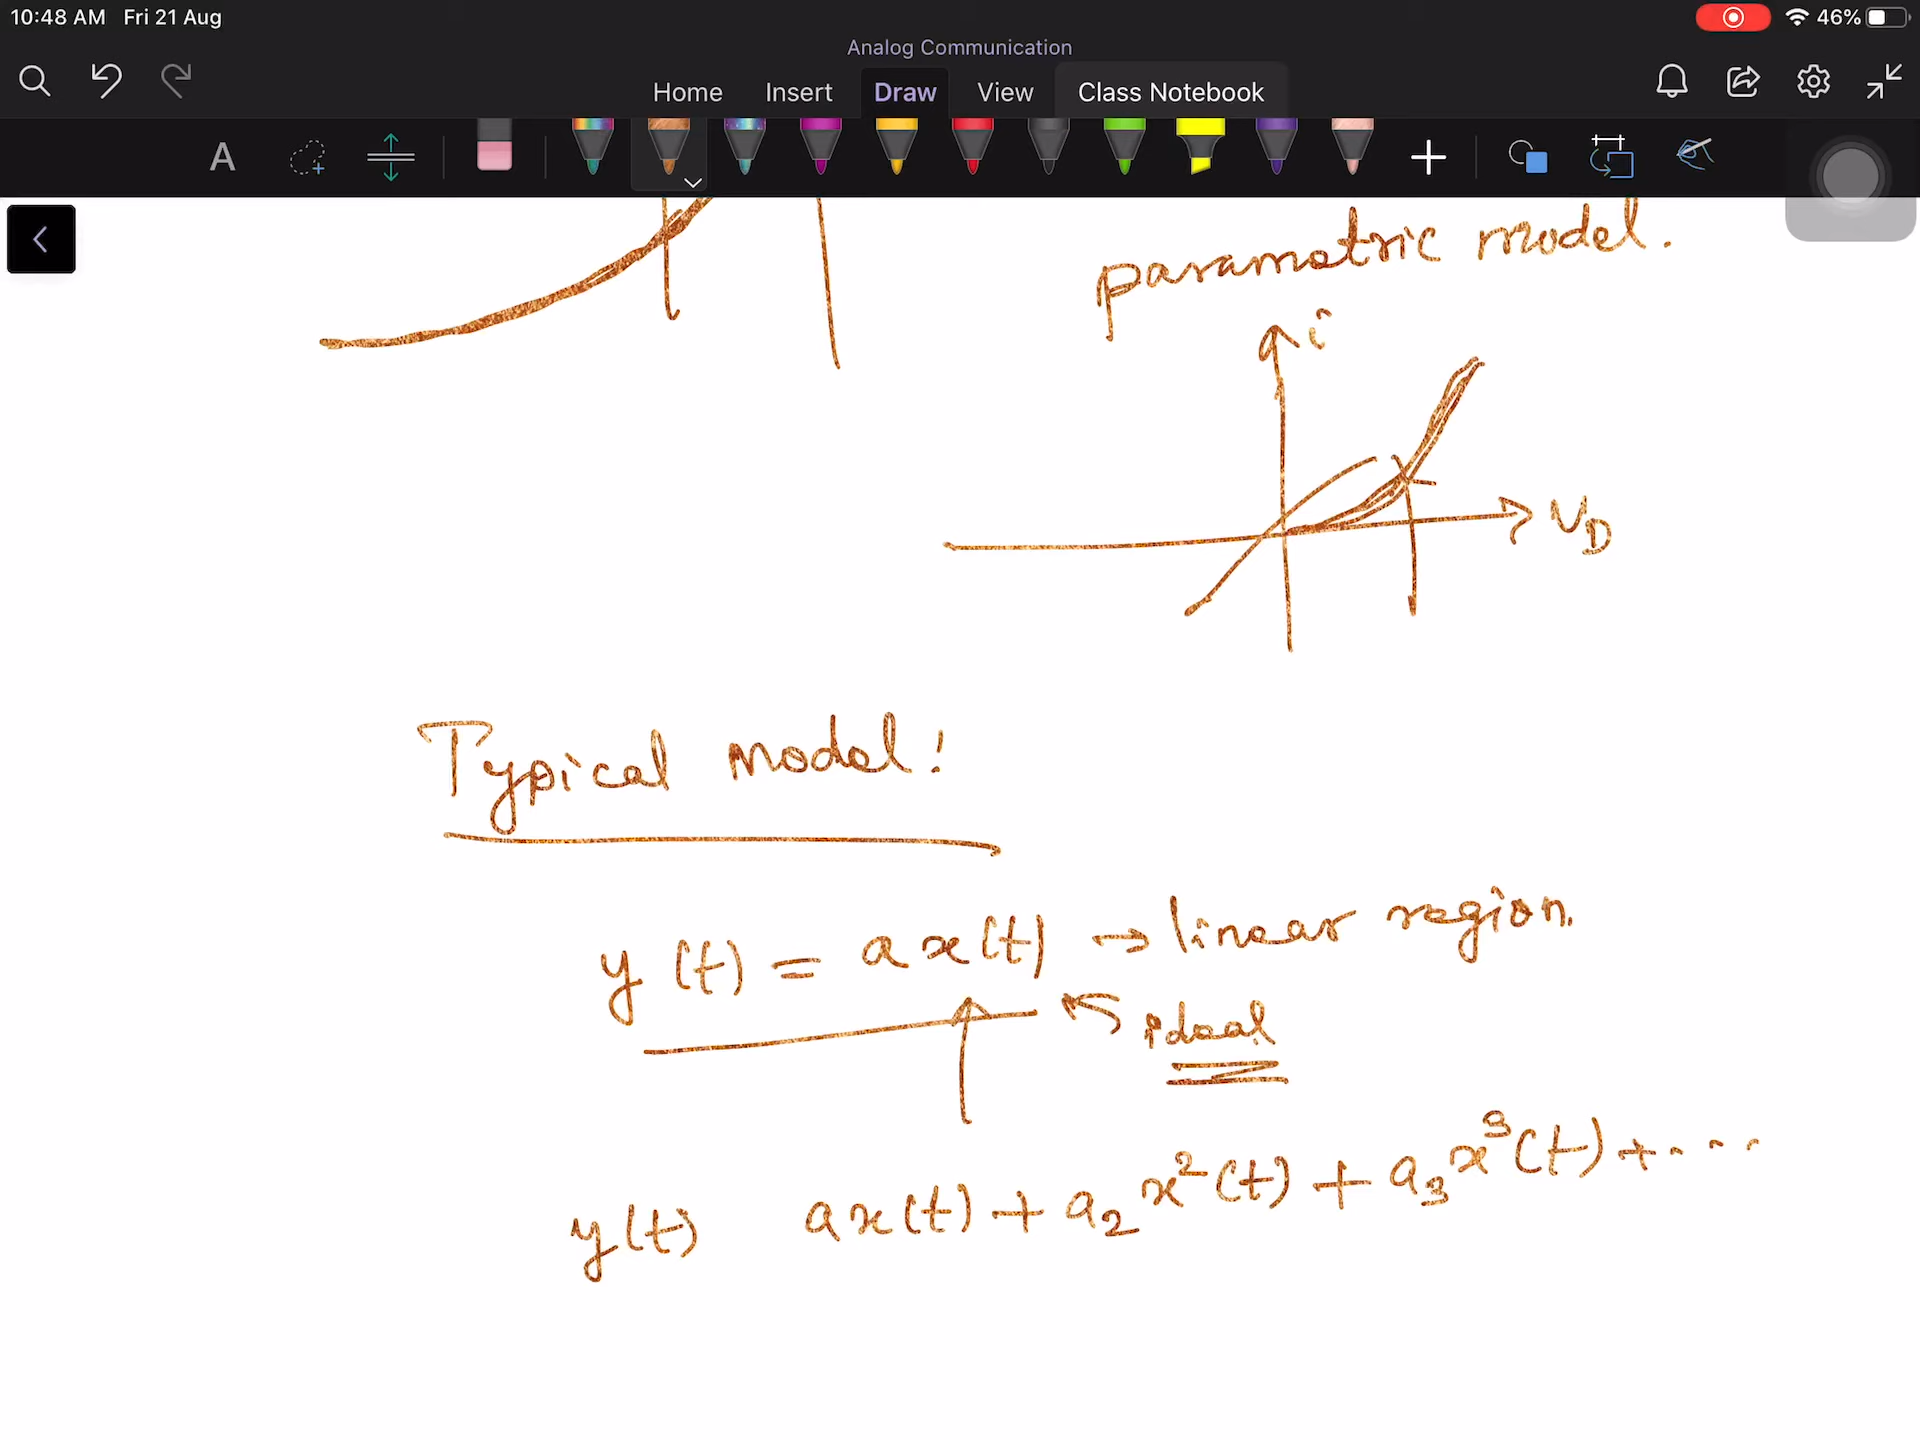 10:48 AM Fri 21 Aug 46%
Analog Communication
Home Insert Draw View Class Notebook
A
parametric model.
i
VD
Typical model:
y(t) = ax(t) → linear region.
ideal
y(t) ax(t) + a₂x²(t) + a₃x³(t) + ....